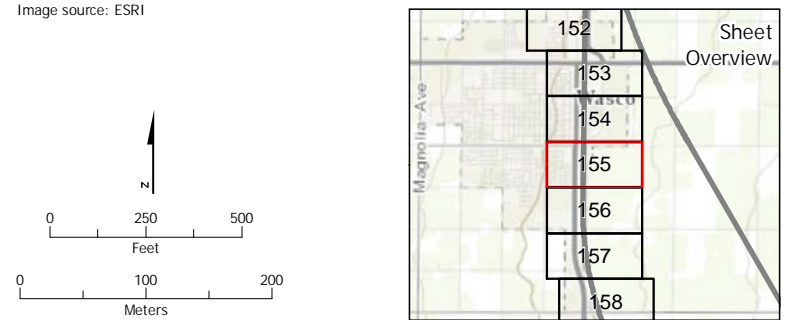 Image source: ESRI
N
0 250 500
Feet
0 100 200
Meters
Sheet
Overview
Magnolia-Ave
Wasco
152
153
154
155
156
157
158